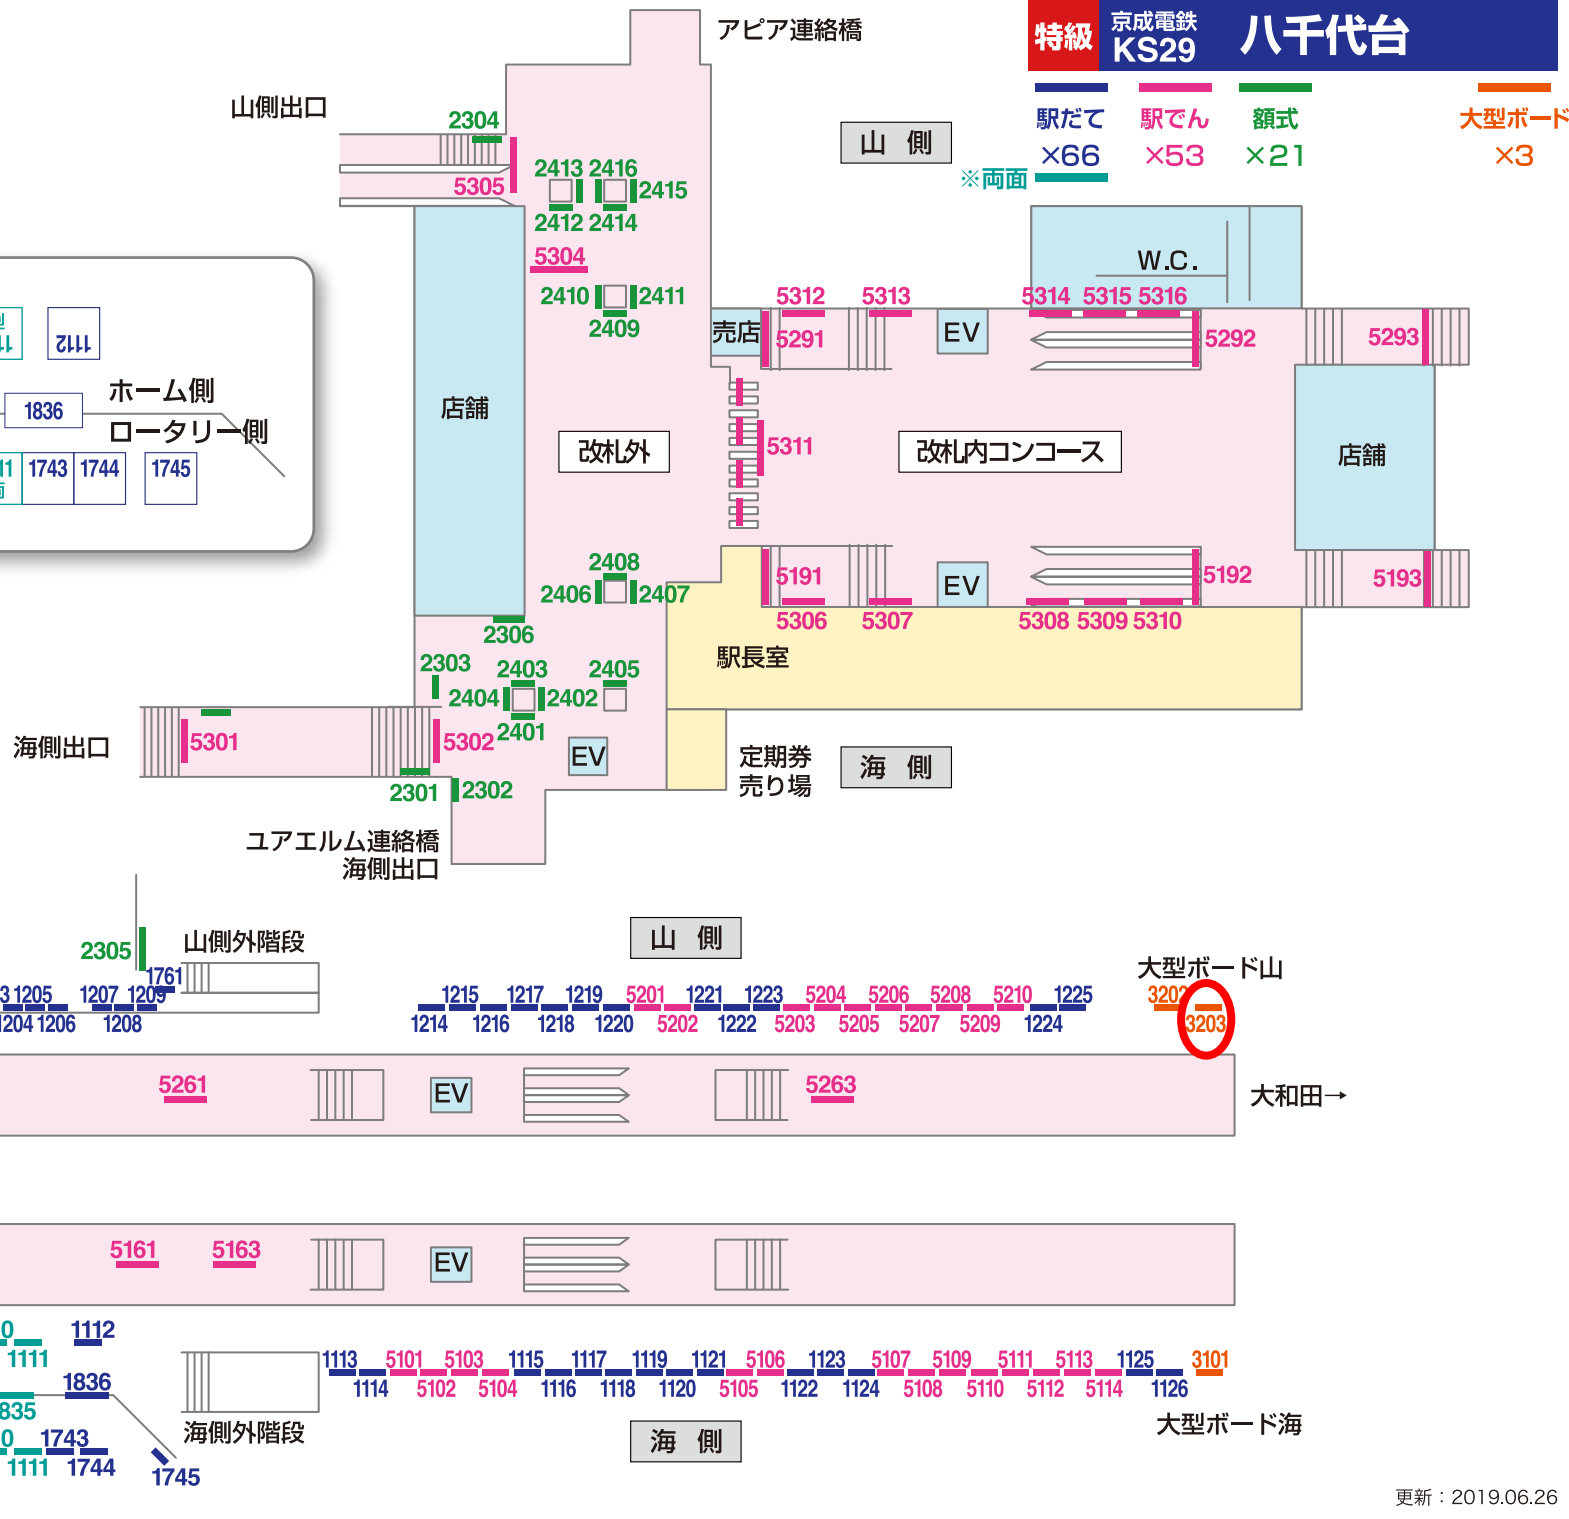 アピア連絡橋
特級 京成電鉄 KS29 八千代台
駅だて 駅でん 額式 大型ボード
×66 ×53 ×21 ×3
※両面
山側出口
2304
5305
山 側
2413 2416
2415
2412 2414
5304
2410 2411
2409
W.C.
5312 5313 5314 5315 5316
売店
5291
EV
5292
5293
1112
1836
ホーム側
ロータリー側
1743 1744 1745
店舗
改札外
5311
改札内コンコース
店舗
2408
2406 2407
5191
EV
5192
5193
5306 5307 5308 5309 5310
2306
駅長室
2303
2403 2405
2404 2402
2401
海側出口
5301
5302
EV
定期券
売り場
海 側
2301
2302
ユアエルム連絡橋
海側出口
2305
山側外階段
山 側
1761
大型ボード山
1205 1207 1209
1204 1206 1208
1215 1217 1219 5201 1221 1223 5204 5206 5208 5210 1225 3202
1214 1216 1218 1220 5202 1222 5203 5205 5207 5209 1224 3203
5261
EV
5263
大和田→
5161 5163
EV
1112
1111
1113 5101 5103 1115 1117 1119 1121 5106 1123 5107 5109 5111 5113 1125 3101
1114 5102 5104 1116 1118 1120 5105 1122 1124 5108 5110 5112 5114 1126
1836
835
海側外階段
海 側
大型ボード海
1743
1111 1744
1745
更新：2019.06.26